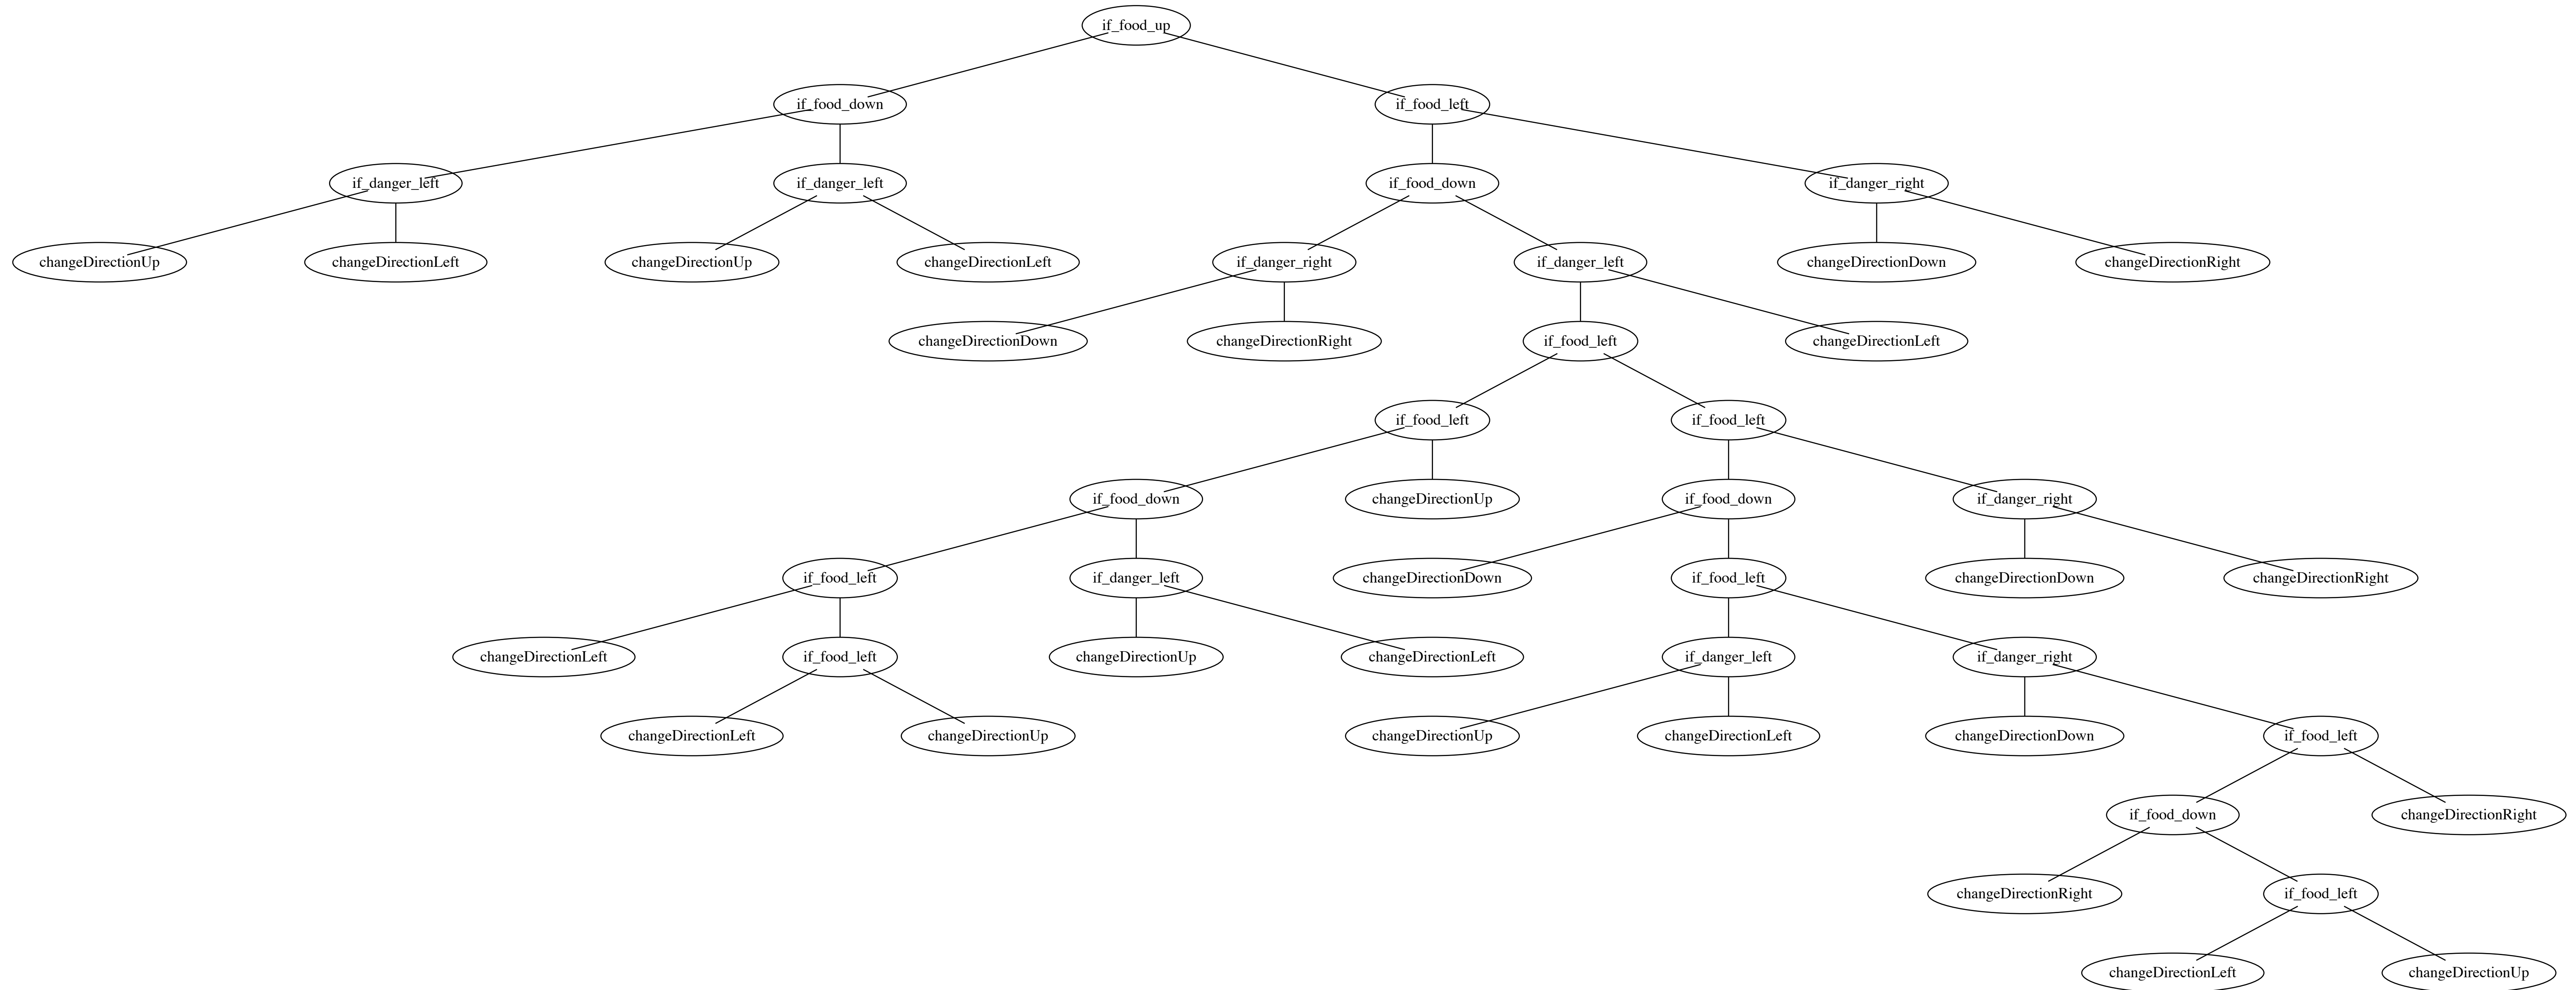 if_food_up
if_food_down
if_food_left
if_danger_left
if_danger_left
if_food_down
if_danger_right
changeDirectionUp
changeDirectionLeft
changeDirectionUp
changeDirectionLeft
if_danger_right
if_danger_left
changeDirectionDown
changeDirectionRight
changeDirectionDown
changeDirectionRight
if_food_left
changeDirectionLeft
if_food_left
if_food_left
if_food_down
changeDirectionUp
if_food_down
if_danger_right
if_food_left
if_danger_left
changeDirectionDown
if_food_left
changeDirectionDown
changeDirectionRight
changeDirectionLeft
if_food_left
changeDirectionUp
changeDirectionLeft
if_danger_left
if_danger_right
changeDirectionLeft
changeDirectionUp
changeDirectionUp
changeDirectionLeft
changeDirectionDown
if_food_left
if_food_down
changeDirectionRight
changeDirectionRight
if_food_left
changeDirectionLeft
changeDirectionUp